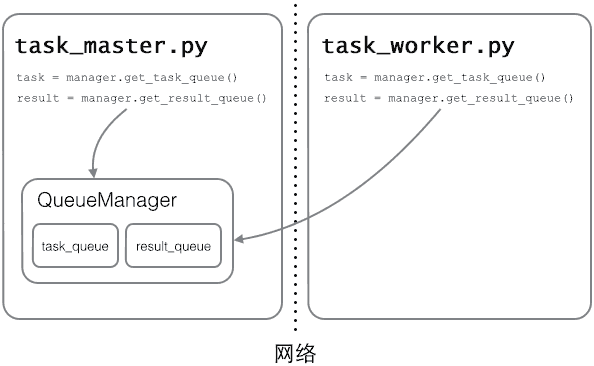 task_master.py
task = manager.get_task_queue()
result = manager.get_result_queue()
QueueManager
task_queue
result_queue
task_worker.py
task = manager.get_task_queue()
result = manager.get_result_queue()
网络